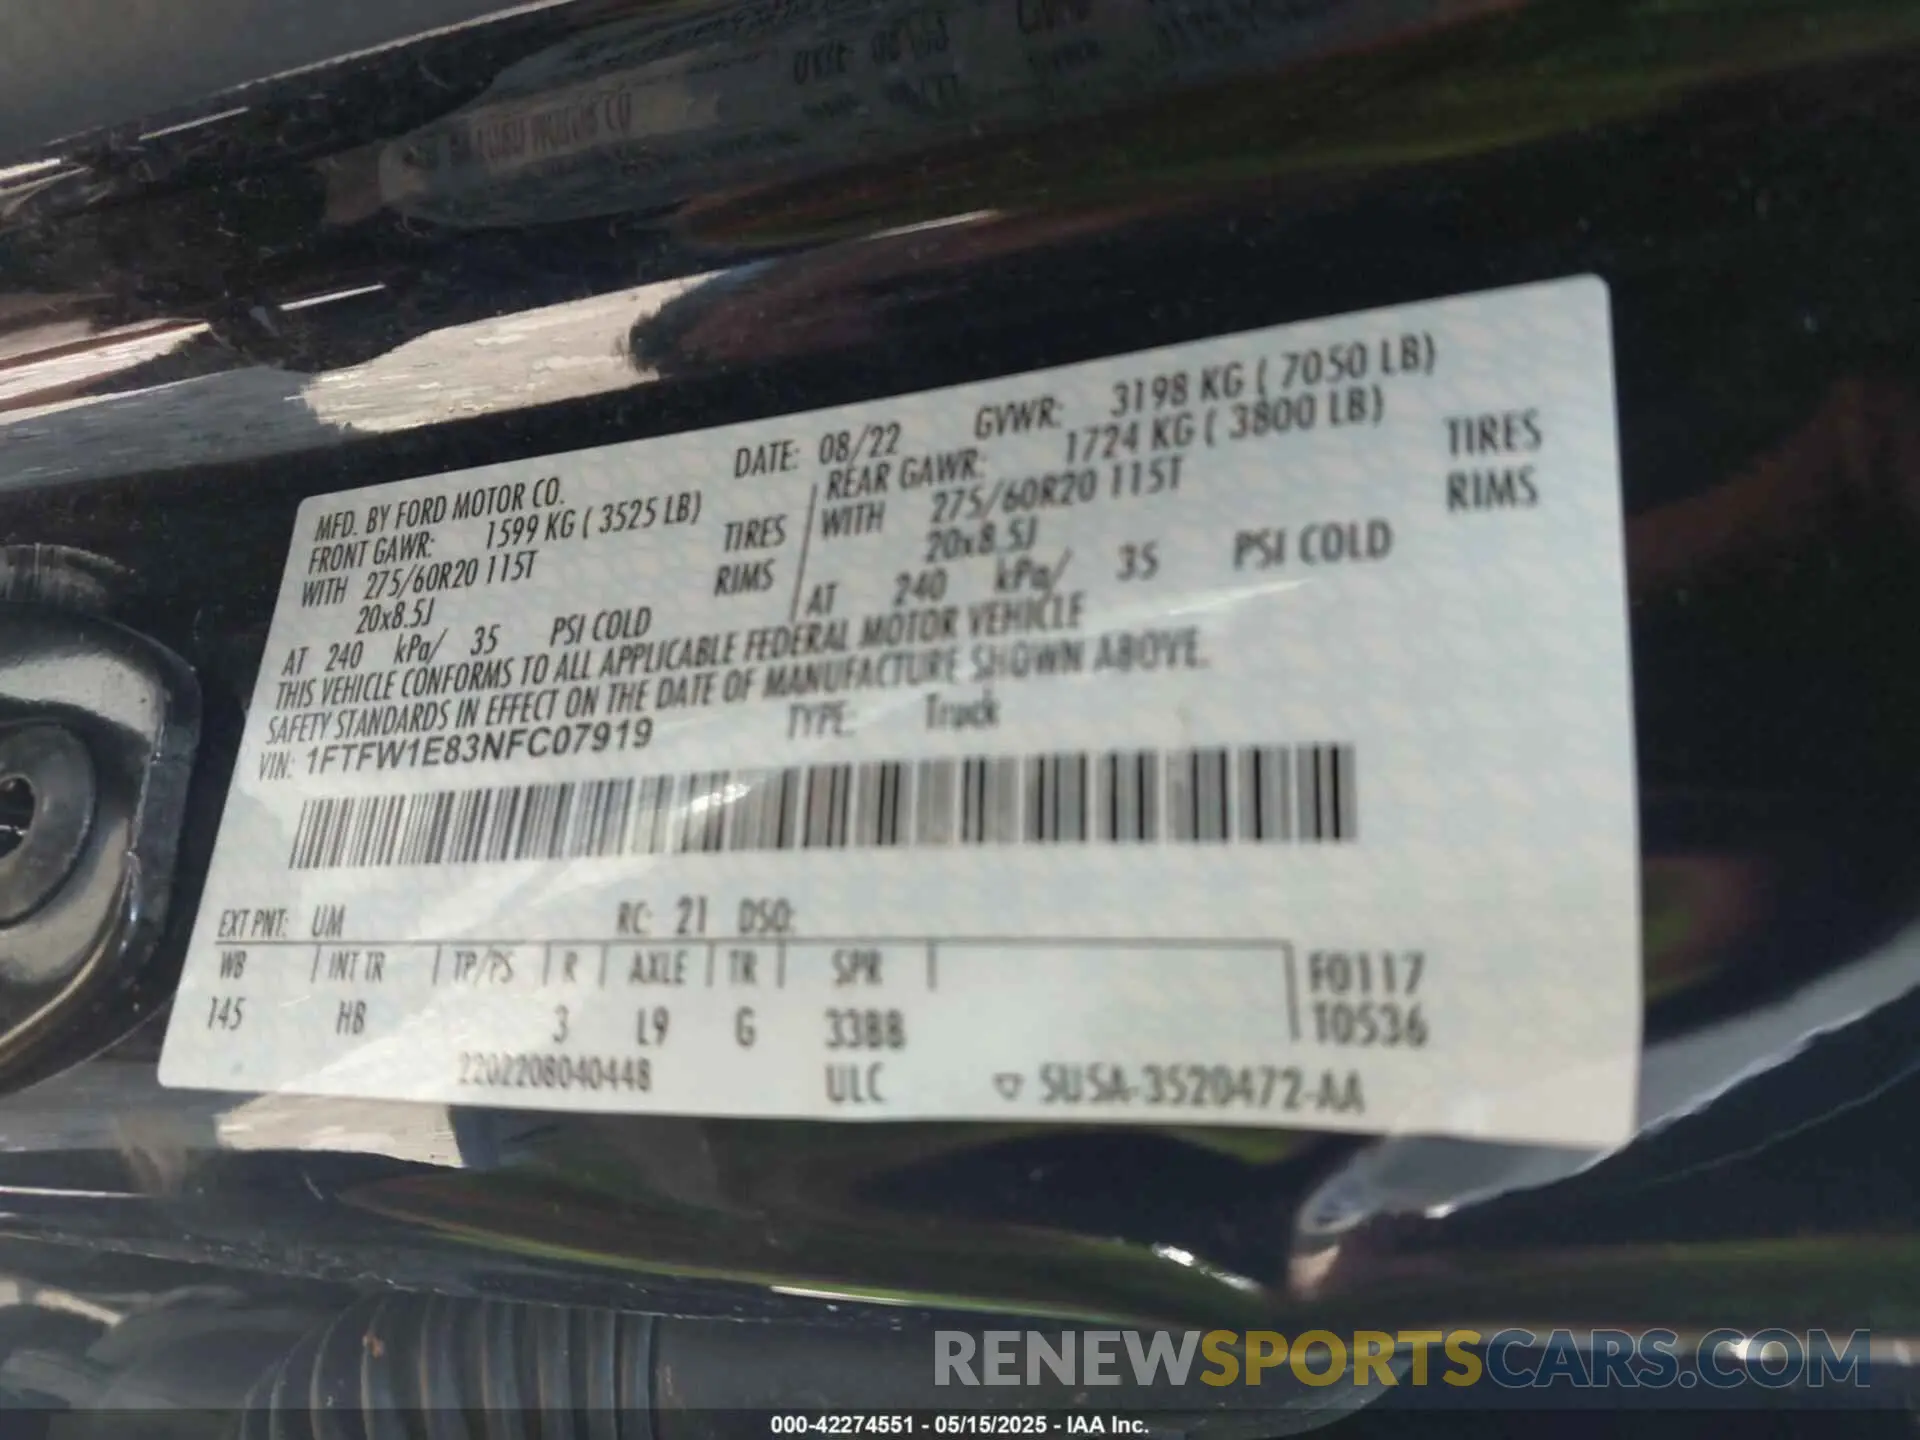 MFD. BY FORD MOTOR CO. DATE: 08/22 GVWR: 3198 KG ( 7050 LB)
FRONT GAWR: 1599 KG ( 3525 LB) REAR GAWR: 1724 KG ( 3800 LB)
WITH 275/60R20 115T TIRES WITH 275/60R20 115T TIRES
20x8.5J RIMS 20x8.5J RIMS
AT 240 kPa/ 35 PSI COLD AT 240 kPa/ 35 PSI COLD
THIS VEHICLE CONFORMS TO ALL APPLICABLE FEDERAL MOTOR VEHICLE
SAFETY STANDARDS IN EFFECT ON THE DATE OF MANUFACTURE SHOWN ABOVE.
VIN: 1FTFW1E83NFC07919 TYPE: Truck
EXT PNT: UM RC: 21 DSO:
WB INT TR TP/PS R AXLE TR SPR F0117
145 HB 3 L9 G 33BB T0536
2202208040448 ULC SU5A-3520472-AA
RENEWSPORTSCARS.COM
000-42274551 - 05/15/2025 - IAA Inc.